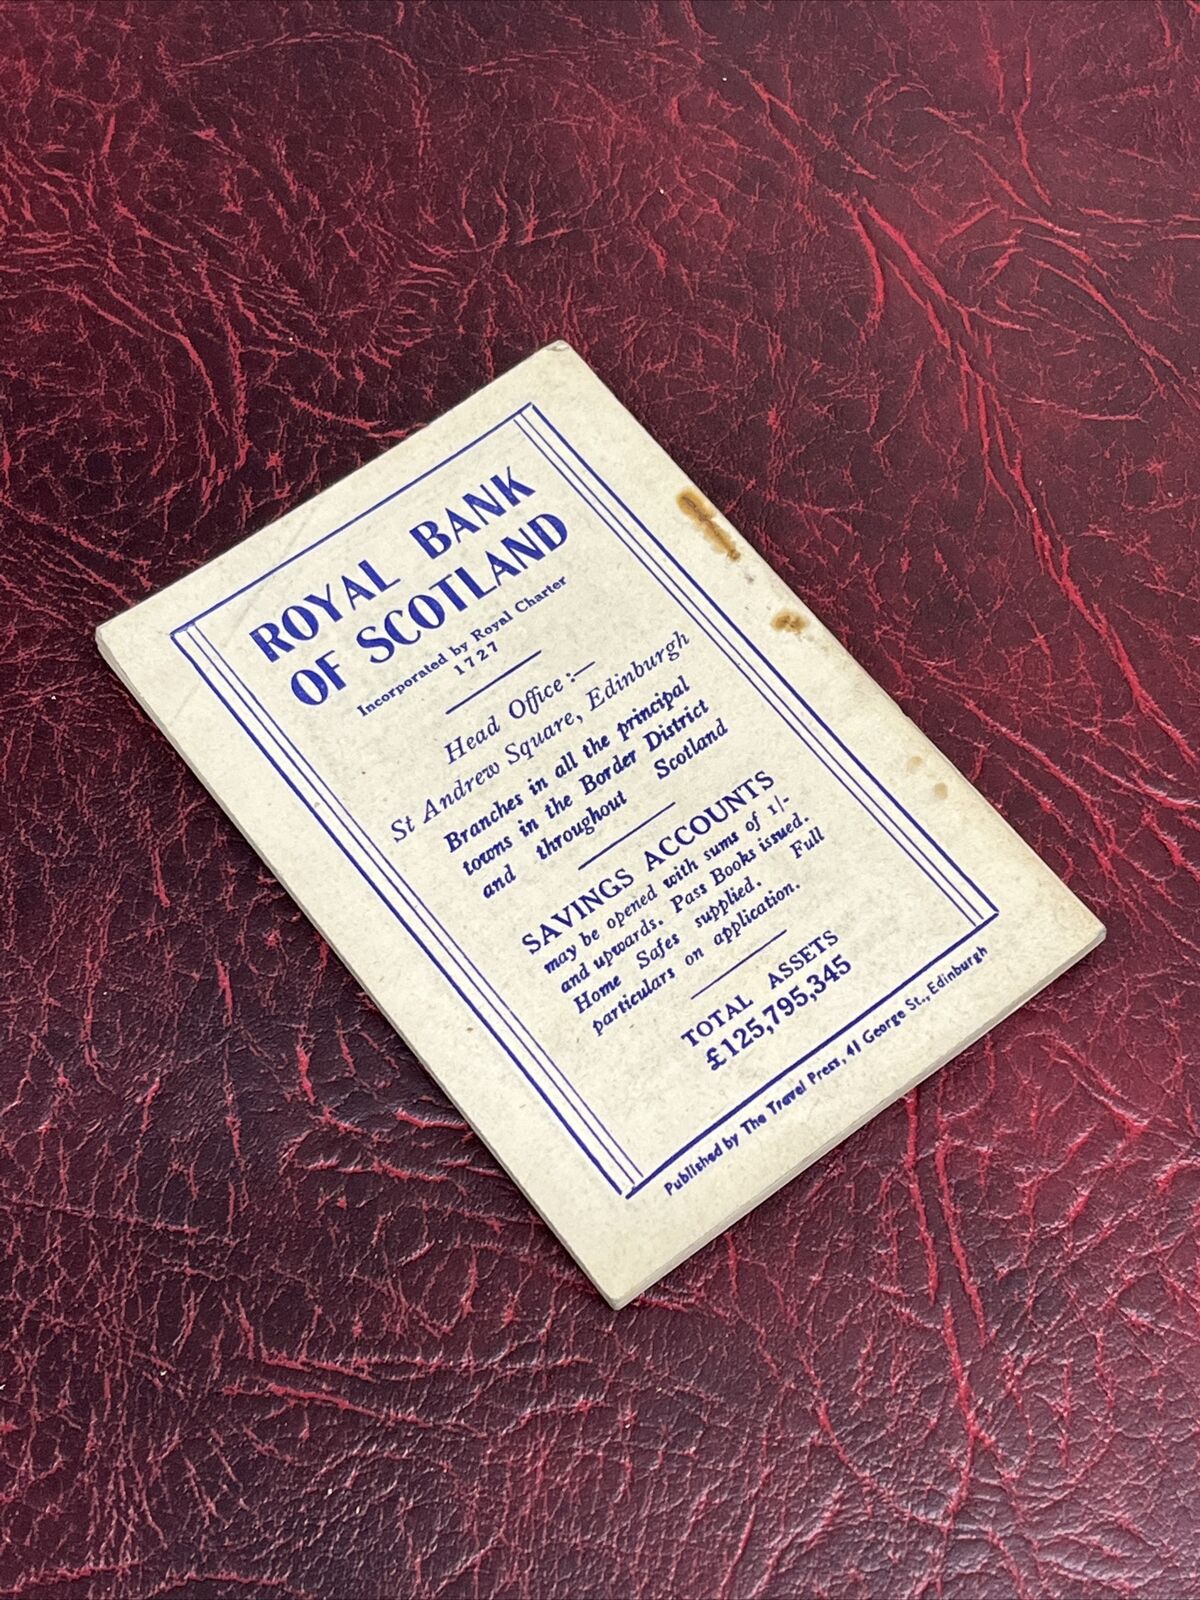 ROYAL BANK
OF SCOTLAND
Incorporated by Royal Charter
1727
Head Office :—
St Andrew Square, Edinburgh
Branches in all the principal
towns in the Border District
and throughout Scotland
SAVINGS ACCOUNTS
may be opened with sums of 1/-
and upwards. Pass Books issued.
Home Safes supplied. Full
particulars on application.
TOTAL ASSETS
£125,795,345
Published by The Travel Press, 41 George St., Edinburgh